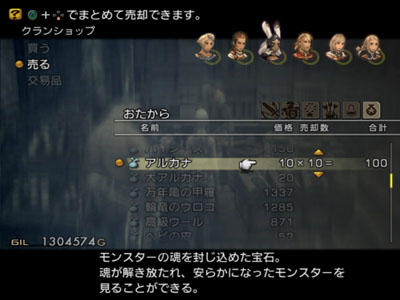 + でまとめて売却できます。
クランショップ
買う
売る
交易品
おたから
名前 価格 売却数 合計
アルカナ 10×10= 100
大アルカナ 20
万年亀の甲羅 1337
輪竜のウロコ 1285
高級ウール 871
ヘビの皮 53
GIL 1304574G
モンスターの魂を封じ込めた宝石。
魂が解き放たれ、安らかになったモンスターを
見ることができる。